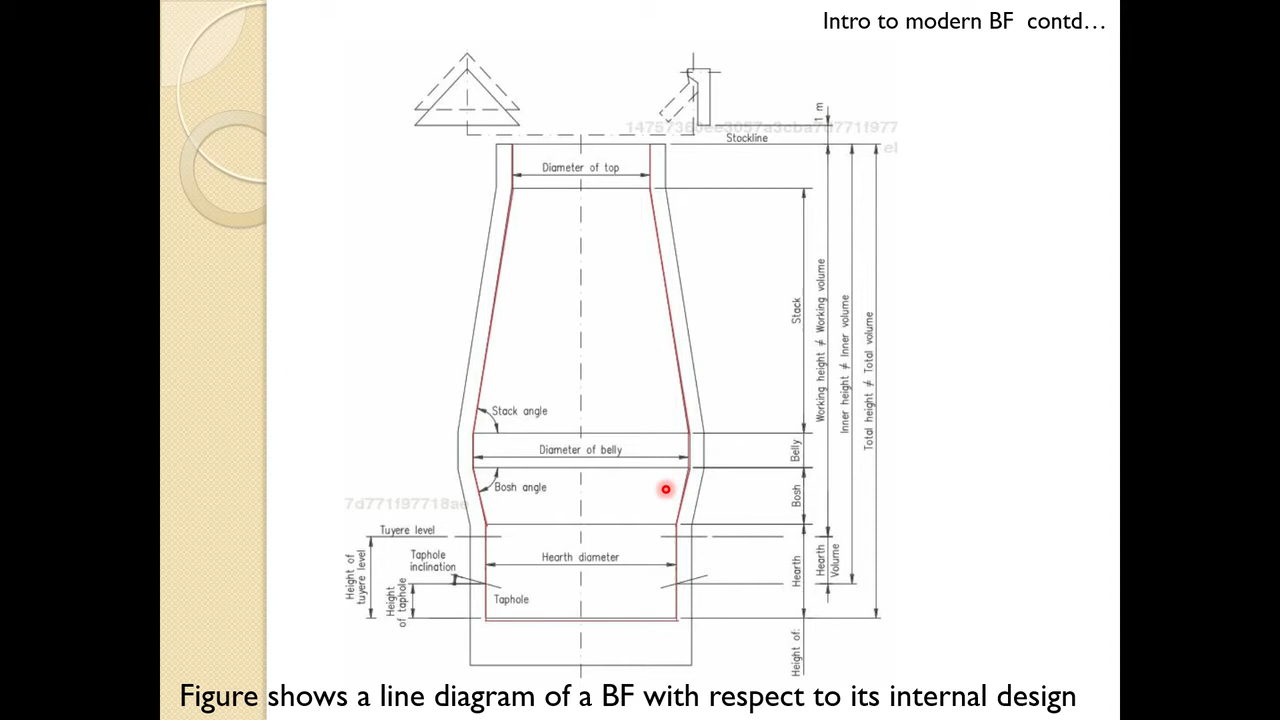 Intro to modern BF contd...
1 m
14757360ee3057a3cba7d771f977
el
Stockline
Diameter of top
Stack
Working height ≠ Working volume
Inner height ≠ Inner volume
Total height ≠ Total volume
Stack angle
Diameter of belly
Belly
Bosh angle
Bosh
7d771f97718ae
Tuyere level
Taphole
inclination
Hearth diameter
Height of
tuyere level
Height
of taphole
Taphole
Hearth
Hearth
Volume
Height of:
Figure shows a line diagram of a BF with respect to its internal design